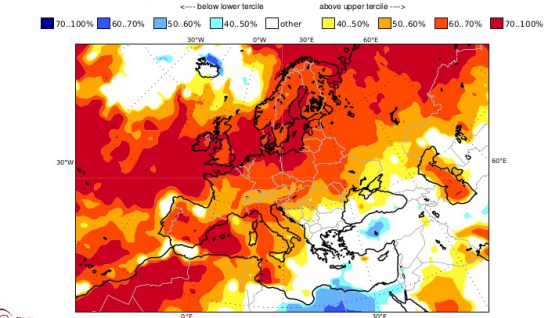 <---- below lower tercile above upper tercile ---->
70..100% 60..70% 50..60% 40..50% other 40..50% 50..60% 60..70% 70..100%
30°W 0°W 30°E 60°E
30°W 60°E
0°E 30°E